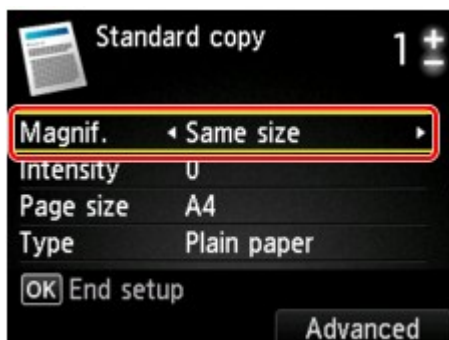 Standard copy 1
Magnif. Same size
Intensity 0
Page size A4
Type Plain paper
OK End setup
Advanced